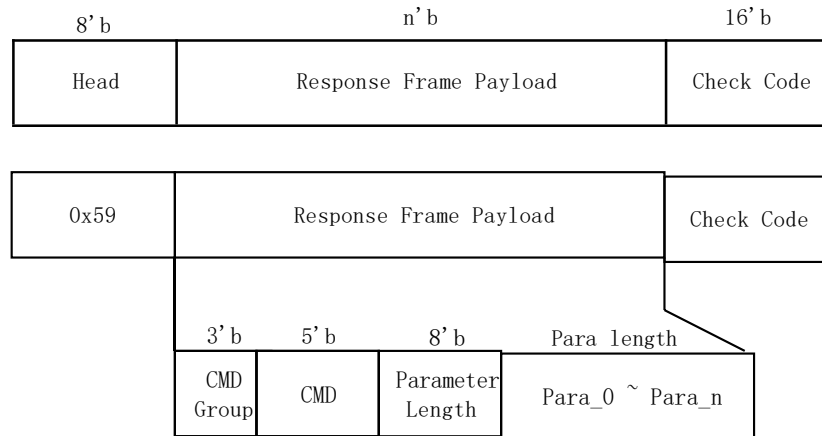 8'b n'b 16'b
Head Response Frame Payload Check Code
0x59 Response Frame Payload Check Code
3'b 5'b 8'b Para length
CMD Group CMD Parameter Length Para_0 ~ Para_n